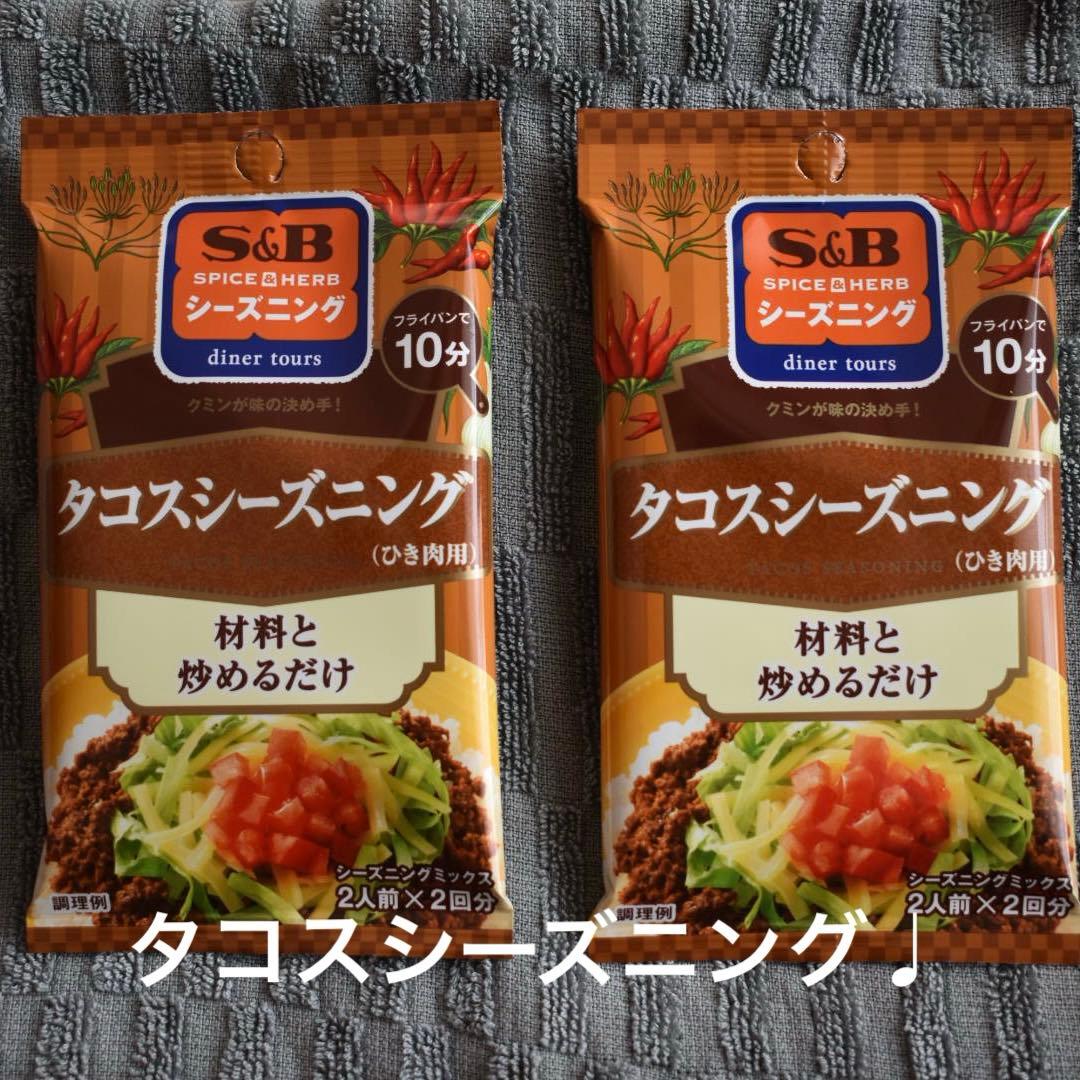 S&B
SPICE & HERB
シーズニング
diner tours
フライパンで
10分
クミンが味の決め手!
タコスシーズニング
(ひき肉用)
材料と
炒めるだけ
シーズニングミックス
2人前×2回分
調理例
S&B
SPICE & HERB
シーズニング
diner tours
フライパンで
10分
クミンが味の決め手!
タコスシーズニング
TACOS SEASONING (ひき肉用)
材料と
炒めるだけ
シーズニングミックス
2人前×2回分
調理例
タコスシーズニング♩